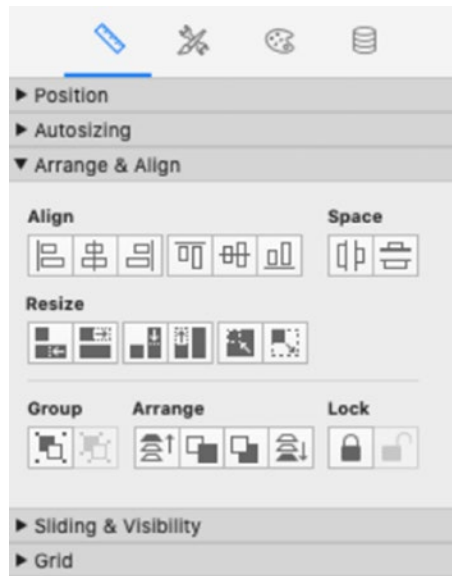 Position
Autosizing
Arrange & Align
Align Space
Resize
Group Arrange Lock
Sliding & Visibility
Grid